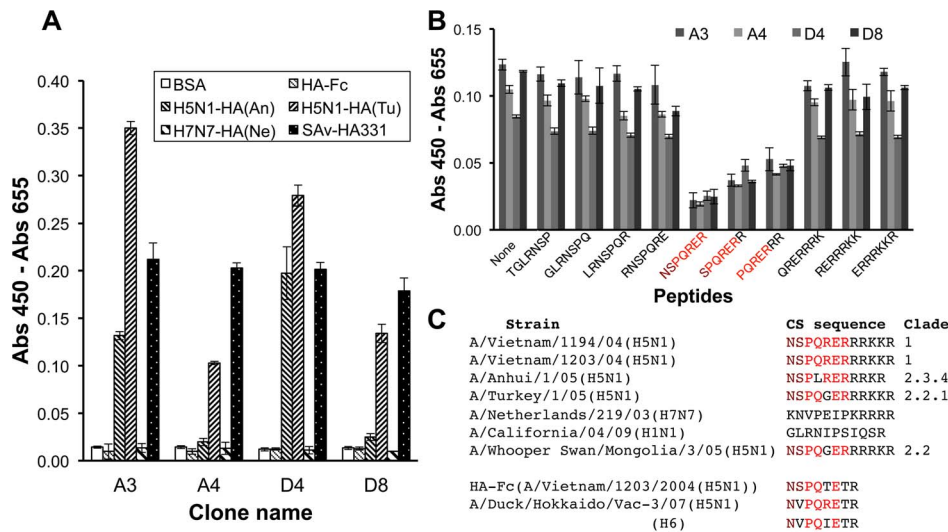 A
Abs 450 - Abs 655
0.40
0.35
0.30
0.25
0.20
0.15
0.10
0.05
0.00
BSA
HA-Fc
H5N1-HA(An)
H5N1-HA(Tu)
H7N7-HA(Ne)
SAv-HA331
A3
A4
D4
D8
Clone name
B
Abs 450 - Abs 655
0.150
0.100
0.050
0.00
A3
A4
D4
D8
None
TGLRNSP
GLRNSPQ
LRNSPQR
RNSPQRE
NSPQRER
SPQRERR
PQRERRR
QRERRRK
RERRRKK
ERRRKKR
Peptides
C
Strain CS sequence Clade
A/Vietnam/1194/04(H5N1) NSPQRERRRKKR 1
A/Vietnam/1203/04(H5N1) NSPQRERRRKKR 1
A/Anhui/1/05(H5N1) NSPLRERRRKR 2.3.4
A/Turkey/1/05(H5N1) NSPQGERRRKKR 2.2.1
A/Netherlands/219/03(H7N7) KNVPEIPKRRRR
A/California/04/09(H1N1) GLRNIPSIQSR
A/Whooper Swan/Mongolia/3/05(H5N1) NSPQGERRRKKR 2.2
HA-Fc(A/Vietnam/1203/2004(H5N1)) NSPQTETR
A/Duck/Hokkaido/Vac-3/07(H5N1) NVPQRETR
(H6) NVPQIETR